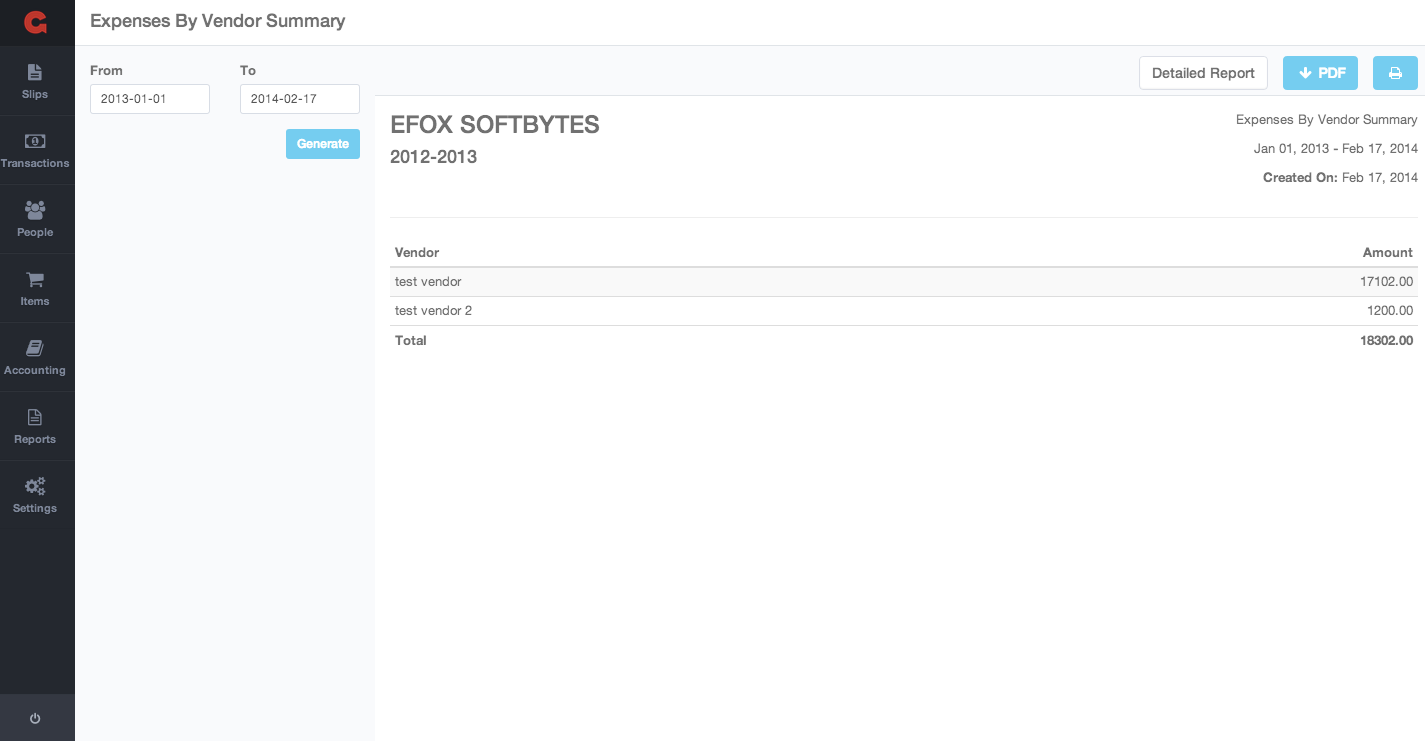 Expenses By Vendor Summary
Slips
Transactions
People
Items
Accounting
Reports
Settings
From To
2013-01-01 2014-02-17
Generate
Detailed Report PDF
EFOX SOFTBYTES
2012-2013
Expenses By Vendor Summary
Jan 01, 2013 - Feb 17, 2014
Created On: Feb 17, 2014
Vendor Amount
test vendor 17102.00
test vendor 2 1200.00
Total 18302.00